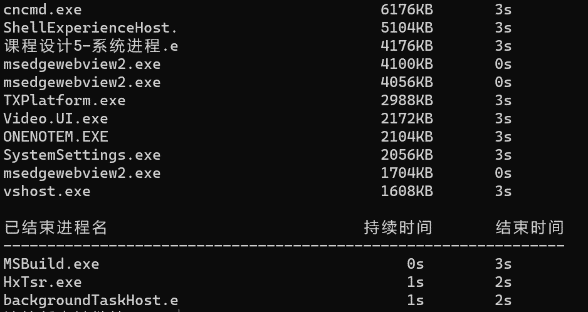 cncmd.exe 6176KB 3s
ShellExperienceHost. 5104KB 3s
课程设计5-系统进程.e 4176KB 3s
msedgewebview2.exe 4100KB 0s
msedgewebview2.exe 4056KB 0s
TXPlatform.exe 2988KB 3s
Video.UI.exe 2172KB 3s
ONENOTEM.EXE 2104KB 3s
SystemSettings.exe 2056KB 3s
msedgewebview2.exe 1704KB 0s
vshost.exe 1608KB 3s
已结束进程名 持续时间 结束时间
----------------------------------------------------------------
MSBuild.exe 0s 3s
HxTsr.exe 1s 2s
backgroundTaskHost.e 1s 2s